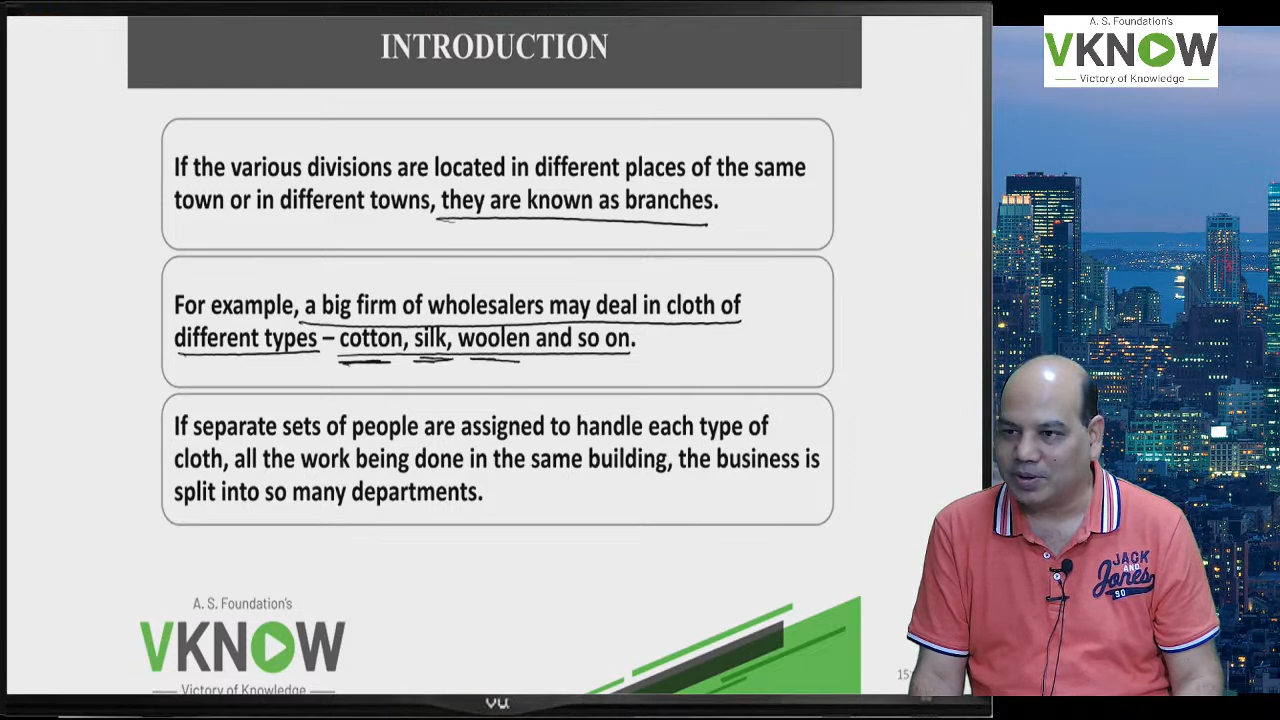 INTRODUCTION
A. S. Foundation's
VKNOW
Victory of Knowledge
If the various divisions are located in different places of the same
town or in different towns, they are known as branches.
For example, a big firm of wholesalers may deal in cloth of
different types – cotton, silk, woolen and so on.
If separate sets of people are assigned to handle each type of
cloth, all the work being done in the same building, the business is
split into so many departments.
JACK
AND
Jones
90
A. S. Foundation's
VKNOW
Victory of Knowledge
15
vu